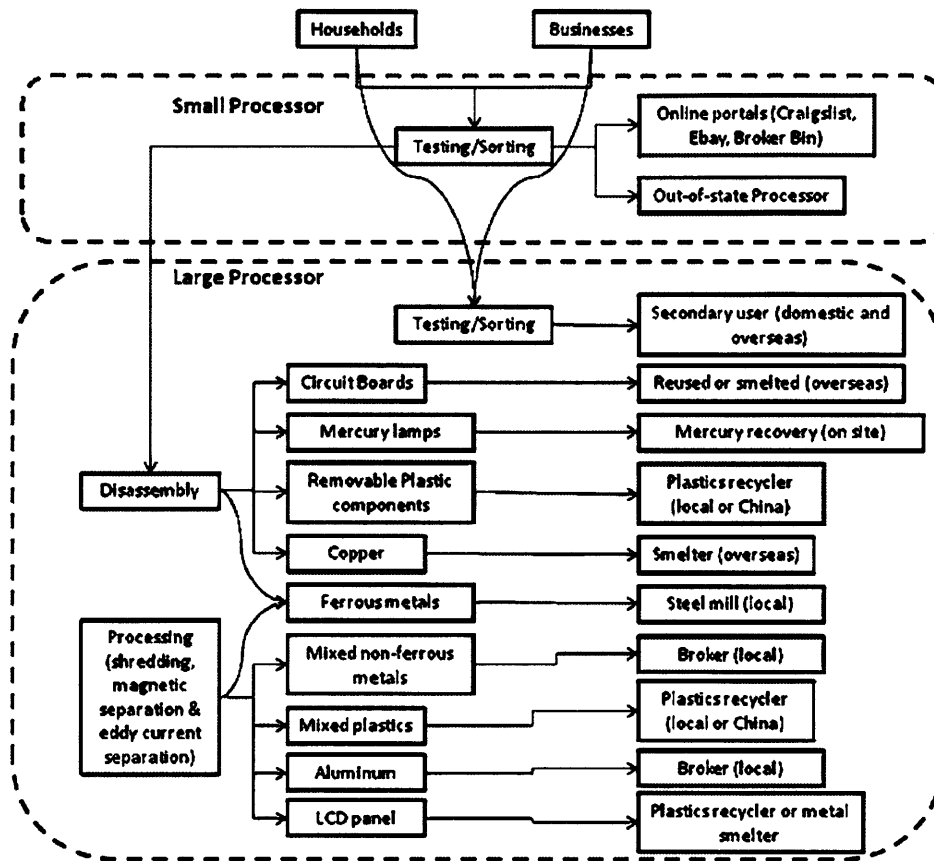 Households
Businesses
Small Processor
Testing/Sorting
Online portals (Craigslist,
Ebay, Broker Bin)
Out-of-state Processor
Large Processor
Testing/Sorting
Secondary user (domestic and
overseas)
Circuit Boards
Reused or smelted (overseas)
Mercury lamps
Mercury recovery (on site)
Disassembly
Removable Plastic
components
Plastics recycler
(local or China)
Copper
Smelter (overseas)
Ferrous metals
Steel mill (local)
Processing
(shredding,
magnetic
separation &
eddy current
separation)
Mixed non-ferrous
metals
Broker (local)
Mixed plastics
Plastics recycler
(local or China)
Aluminum
Broker (local)
LCD panel
Plastics recycler or metal
smelter